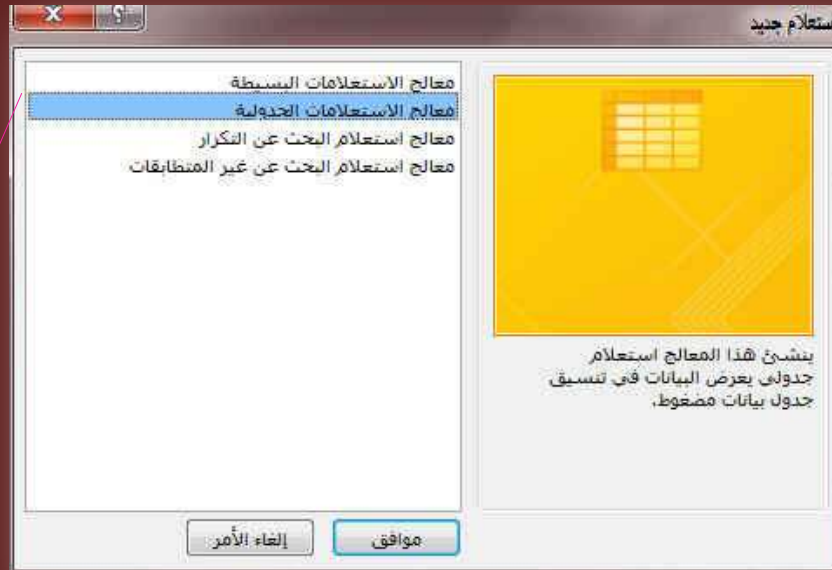 ستعلام جديد
معالج الاستعلامات البسيطة
معالج الاستعلامات الجدولية
معالج استعلام البحث عن التكرار
معالج استعلام البحث عن غير المتطابقات
ينشئ هذا المعالج استعلام
جدولي يعرض البيانات في تنسيق
جدول بيانات مضغوط.
موافق
إلغاء الأمر